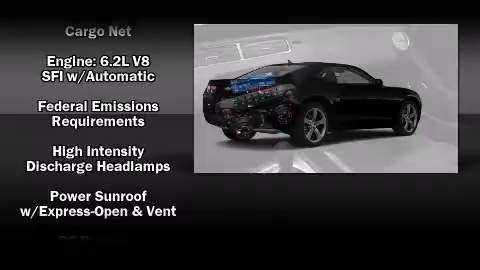 Cargo Net
Engine: 6.2L V8
SFI w/Automatic
Federal Emissions
Requirements
High Intensity
Discharge Headlamps
Power Sunroof
w/Express-Open & Vent